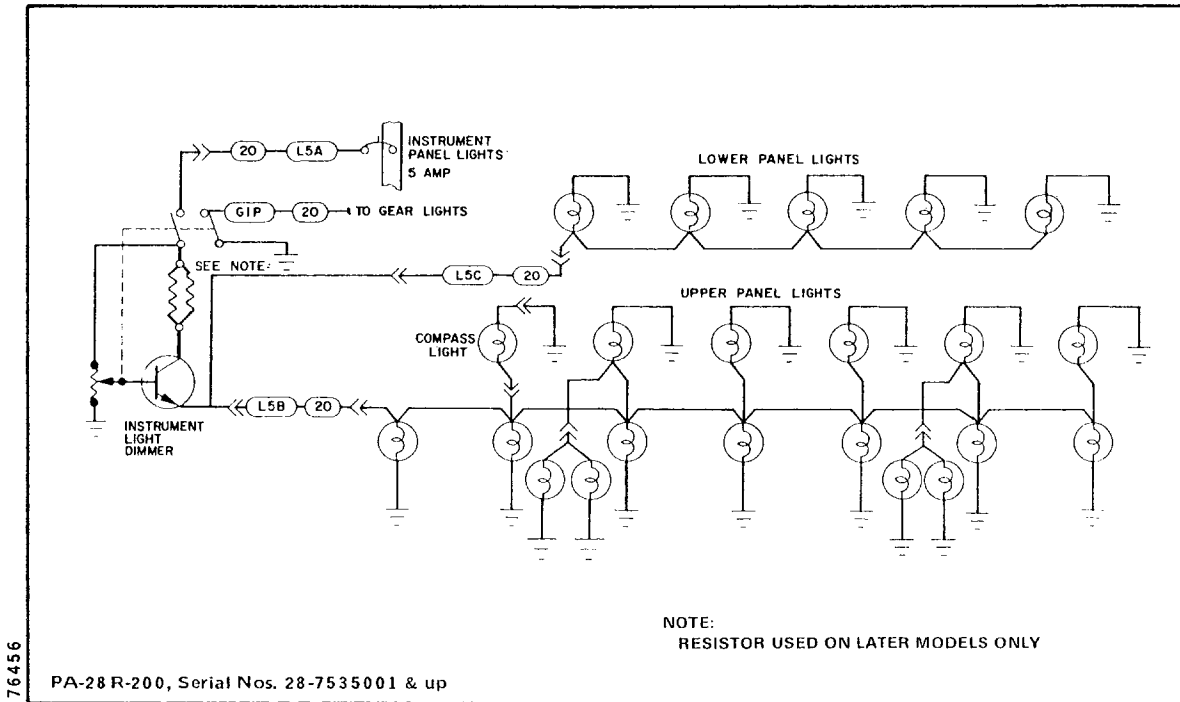 INSTRUMENT
PANEL LIGHTS
5 AMP
20
L5A
G1P
20
TO GEAR LIGHTS
SEE NOTE:
LOWER PANEL LIGHTS
L5C
20
UPPER PANEL LIGHTS
COMPASS
LIGHT
L5B
20
INSTRUMENT
LIGHT
DIMMER
NOTE:
RESISTOR USED ON LATER MODELS ONLY
76456
PA-28R-200, Serial Nos. 28-7535001 & up